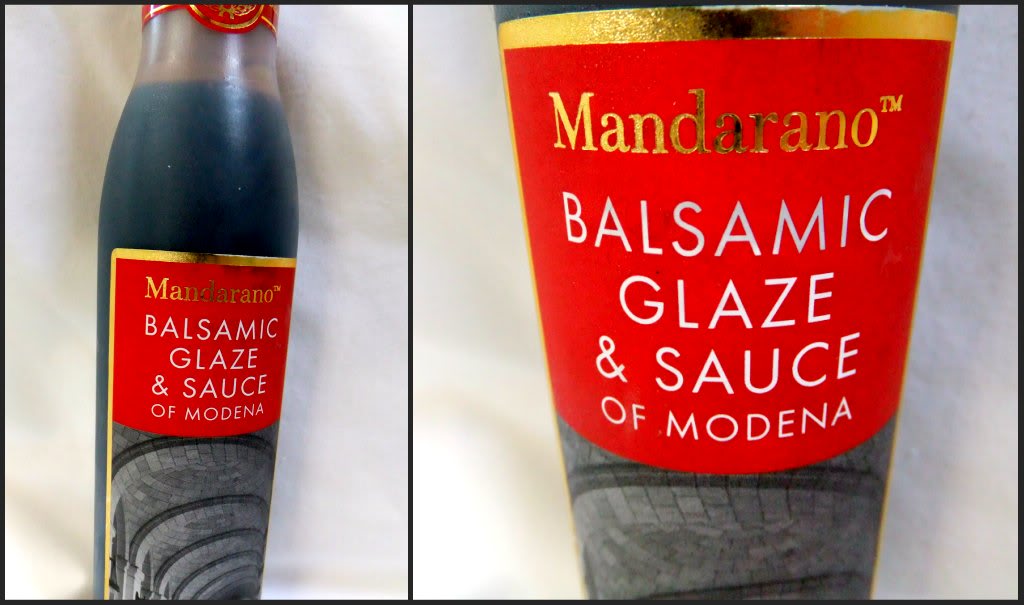 Mandarano™
BALSAMIC
GLAZE
& SAUCE
OF MODENA
Mandarano™
BALSAMIC
GLAZE
& SAUCE
OF MODENA